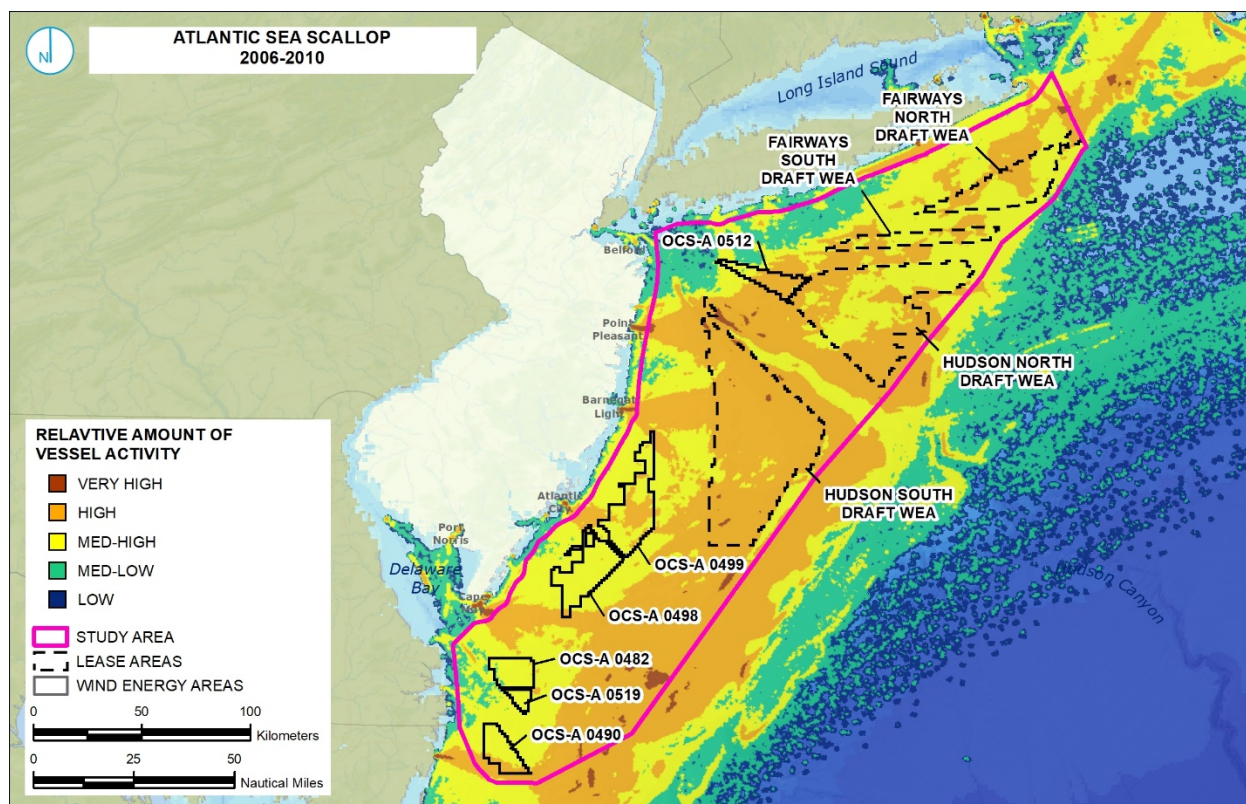 N
ATLANTIC SEA SCALLOP
2006-2010
Long Island Sound
FAIRWAYS
NORTH
DRAFT WEA
FAIRWAYS
SOUTH
DRAFT WEA
OCS-A 0512
Belford
Point
Pleasant
HUDSON NORTH
DRAFT WEA
Barnegat
Light
HUDSON SOUTH
DRAFT WEA
Atlantic
City
Port
Norris
Delaware
Bay
Cape
May
OCS-A 0499
OCS-A 0498
Hudson Canyon
OCS-A 0482
OCS-A 0519
OCS-A 0490
RELAVTIVE AMOUNT OF
VESSEL ACTIVITY
VERY HIGH
HIGH
MED-HIGH
MED-LOW
LOW
STUDY AREA
LEASE AREAS
WIND ENERGY AREAS
0 50 100
Kilometers
0 25 50
Nautical Miles